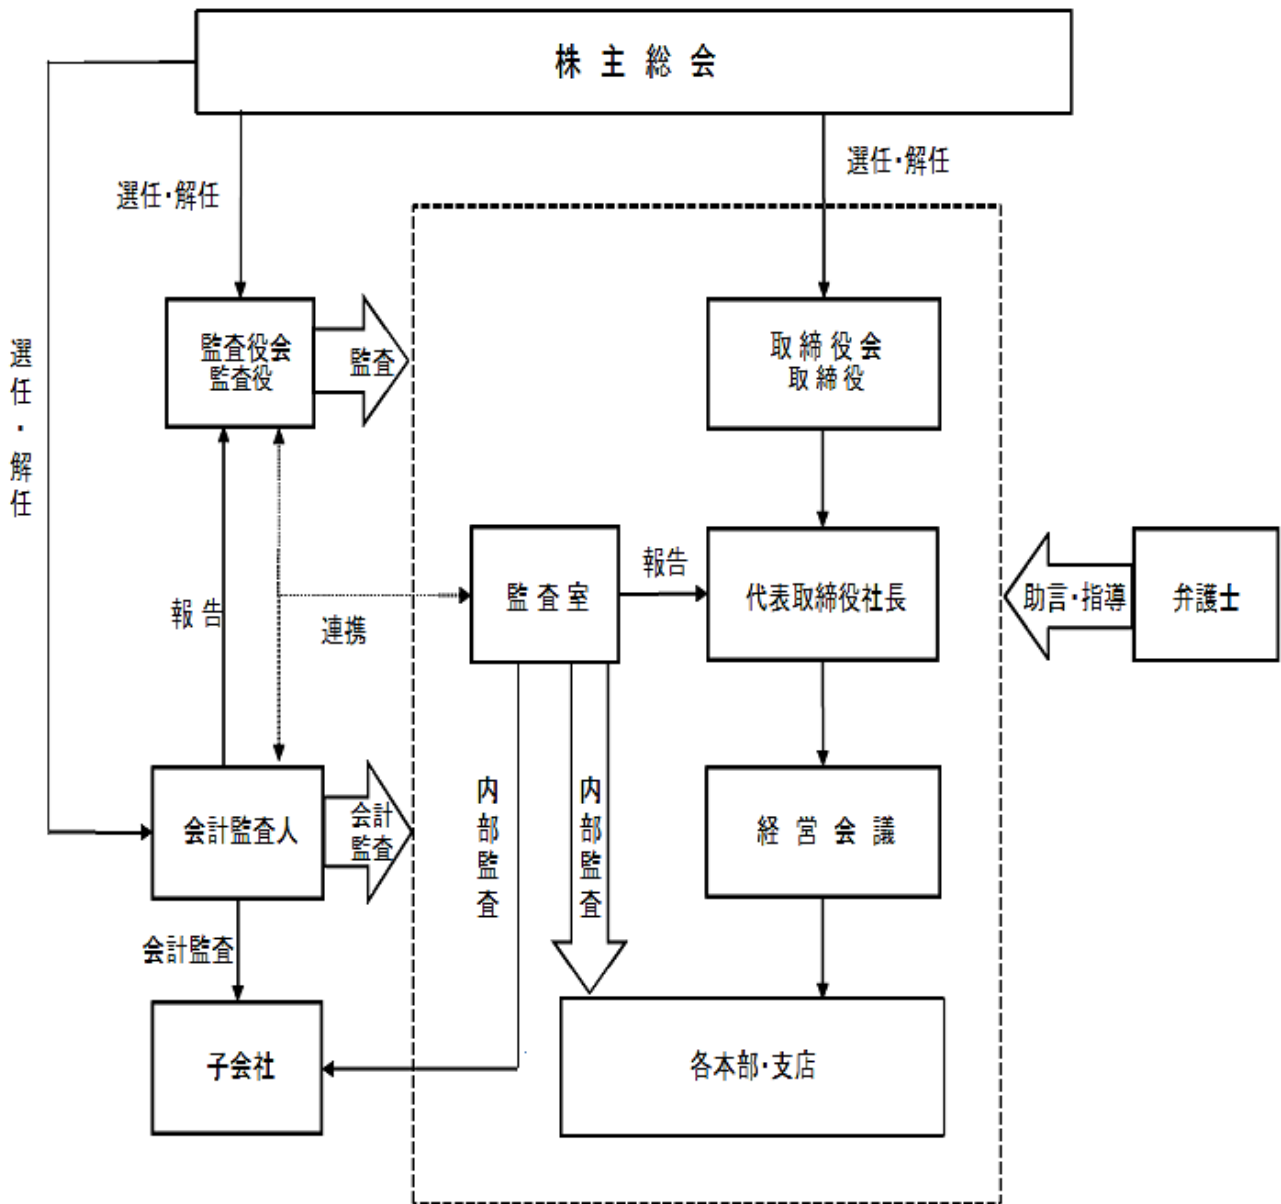 株主総会
選任・解任
選任・解任
選任・解任
監査役会
監査役
監査
取締役会
取締役
監査室
報告
代表取締役社長
助言・指導
弁護士
報告
連携
会計監査人
会計
監査
内部監査
内部監査
経営会議
会計監査
子会社
各本部・支店